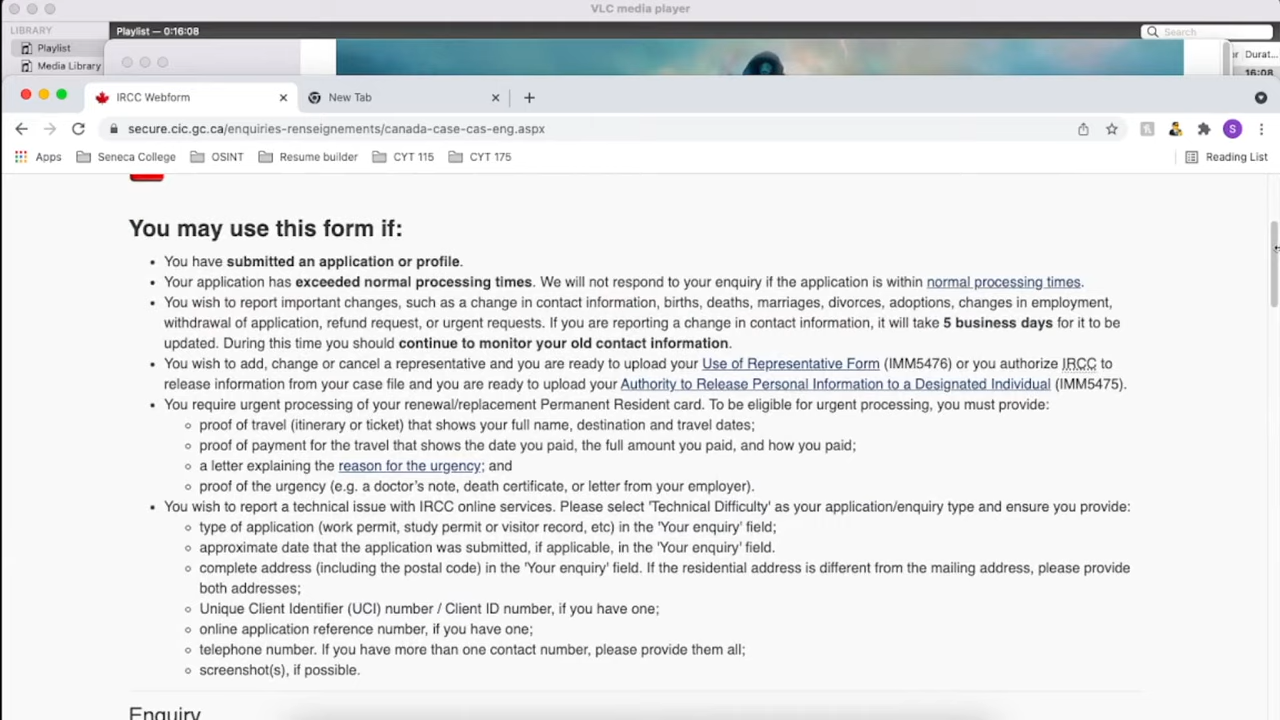 VLC media player
LIBRARY
Playlist — 0:16:08
Search
Playlist
Media Library
Durat...
16:08
IRCC Webform
New Tab
secure.cic.gc.ca/enquiries-renseignements/canada-case-cas-eng.aspx
S
Apps
Seneca College
OSINT
Resume builder
CYT 115
CYT 175
Reading List
You may use this form if:
• You have submitted an application or profile.
• Your application has exceeded normal processing times. We will not respond to your enquiry if the application is within normal processing times.
• You wish to report important changes, such as a change in contact information, births, deaths, marriages, divorces, adoptions, changes in employment,
withdrawal of application, refund request, or urgent requests. If you are reporting a change in contact information, it will take 5 business days for it to be
updated. During this time you should continue to monitor your old contact information.
• You wish to add, change or cancel a representative and you are ready to upload your Use of Representative Form (IMM5476) or you authorize IRCC to
release information from your case file and you are ready to upload your Authority to Release Personal Information to a Designated Individual (IMM5475).
• You require urgent processing of your renewal/replacement Permanent Resident card. To be eligible for urgent processing, you must provide:
◦ proof of travel (itinerary or ticket) that shows your full name, destination and travel dates;
◦ proof of payment for the travel that shows the date you paid, the full amount you paid, and how you paid;
◦ a letter explaining the reason for the urgency; and
◦ proof of the urgency (e.g. a doctor's note, death certificate, or letter from your employer).
• You wish to report a technical issue with IRCC online services. Please select 'Technical Difficulty' as your application/enquiry type and ensure you provide:
◦ type of application (work permit, study permit or visitor record, etc) in the 'Your enquiry' field;
◦ approximate date that the application was submitted, if applicable, in the 'Your enquiry' field.
◦ complete address (including the postal code) in the 'Your enquiry' field. If the residential address is different from the mailing address, please provide
both addresses;
◦ Unique Client Identifier (UCI) number / Client ID number, if you have one;
◦ online application reference number, if you have one;
◦ telephone number. If you have more than one contact number, please provide them all;
◦ screenshot(s), if possible.
Enquiry